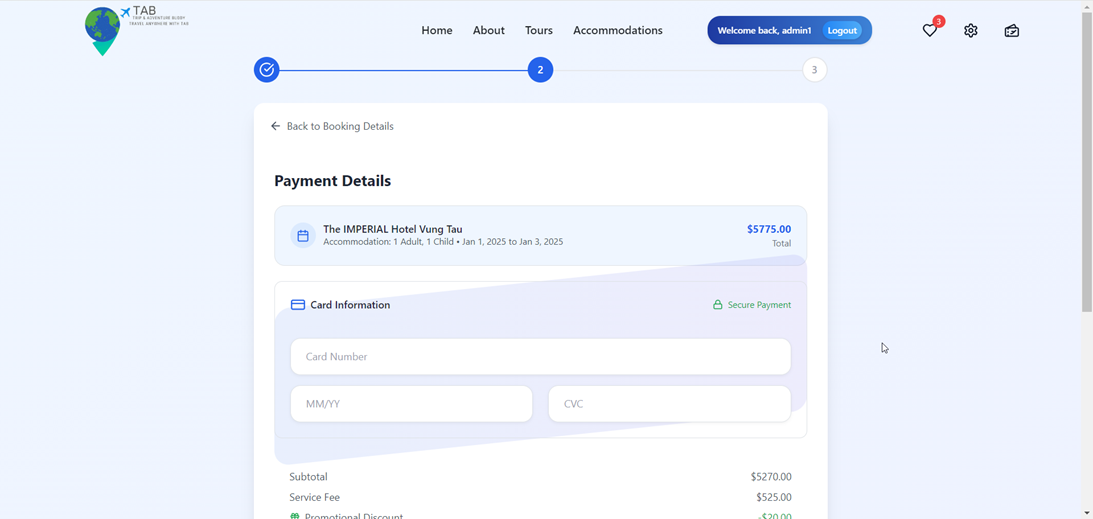 TAB
TRIP & ADVENTURE BUDDY
TRAVEL ANYWHERE WITH TAB
Home About Tours Accommodations
Welcome back, admin1 Logout
3
2 3
Back to Booking Details
Payment Details
The IMPERIAL Hotel Vung Tau $5775.00
Accommodation: 1 Adult, 1 Child • Jan 1, 2025 to Jan 3, 2025 Total
Card Information Secure Payment
Card Number
MM/YY CVC
Subtotal $5270.00
Service Fee $525.00
Promotional Discount -$20.00